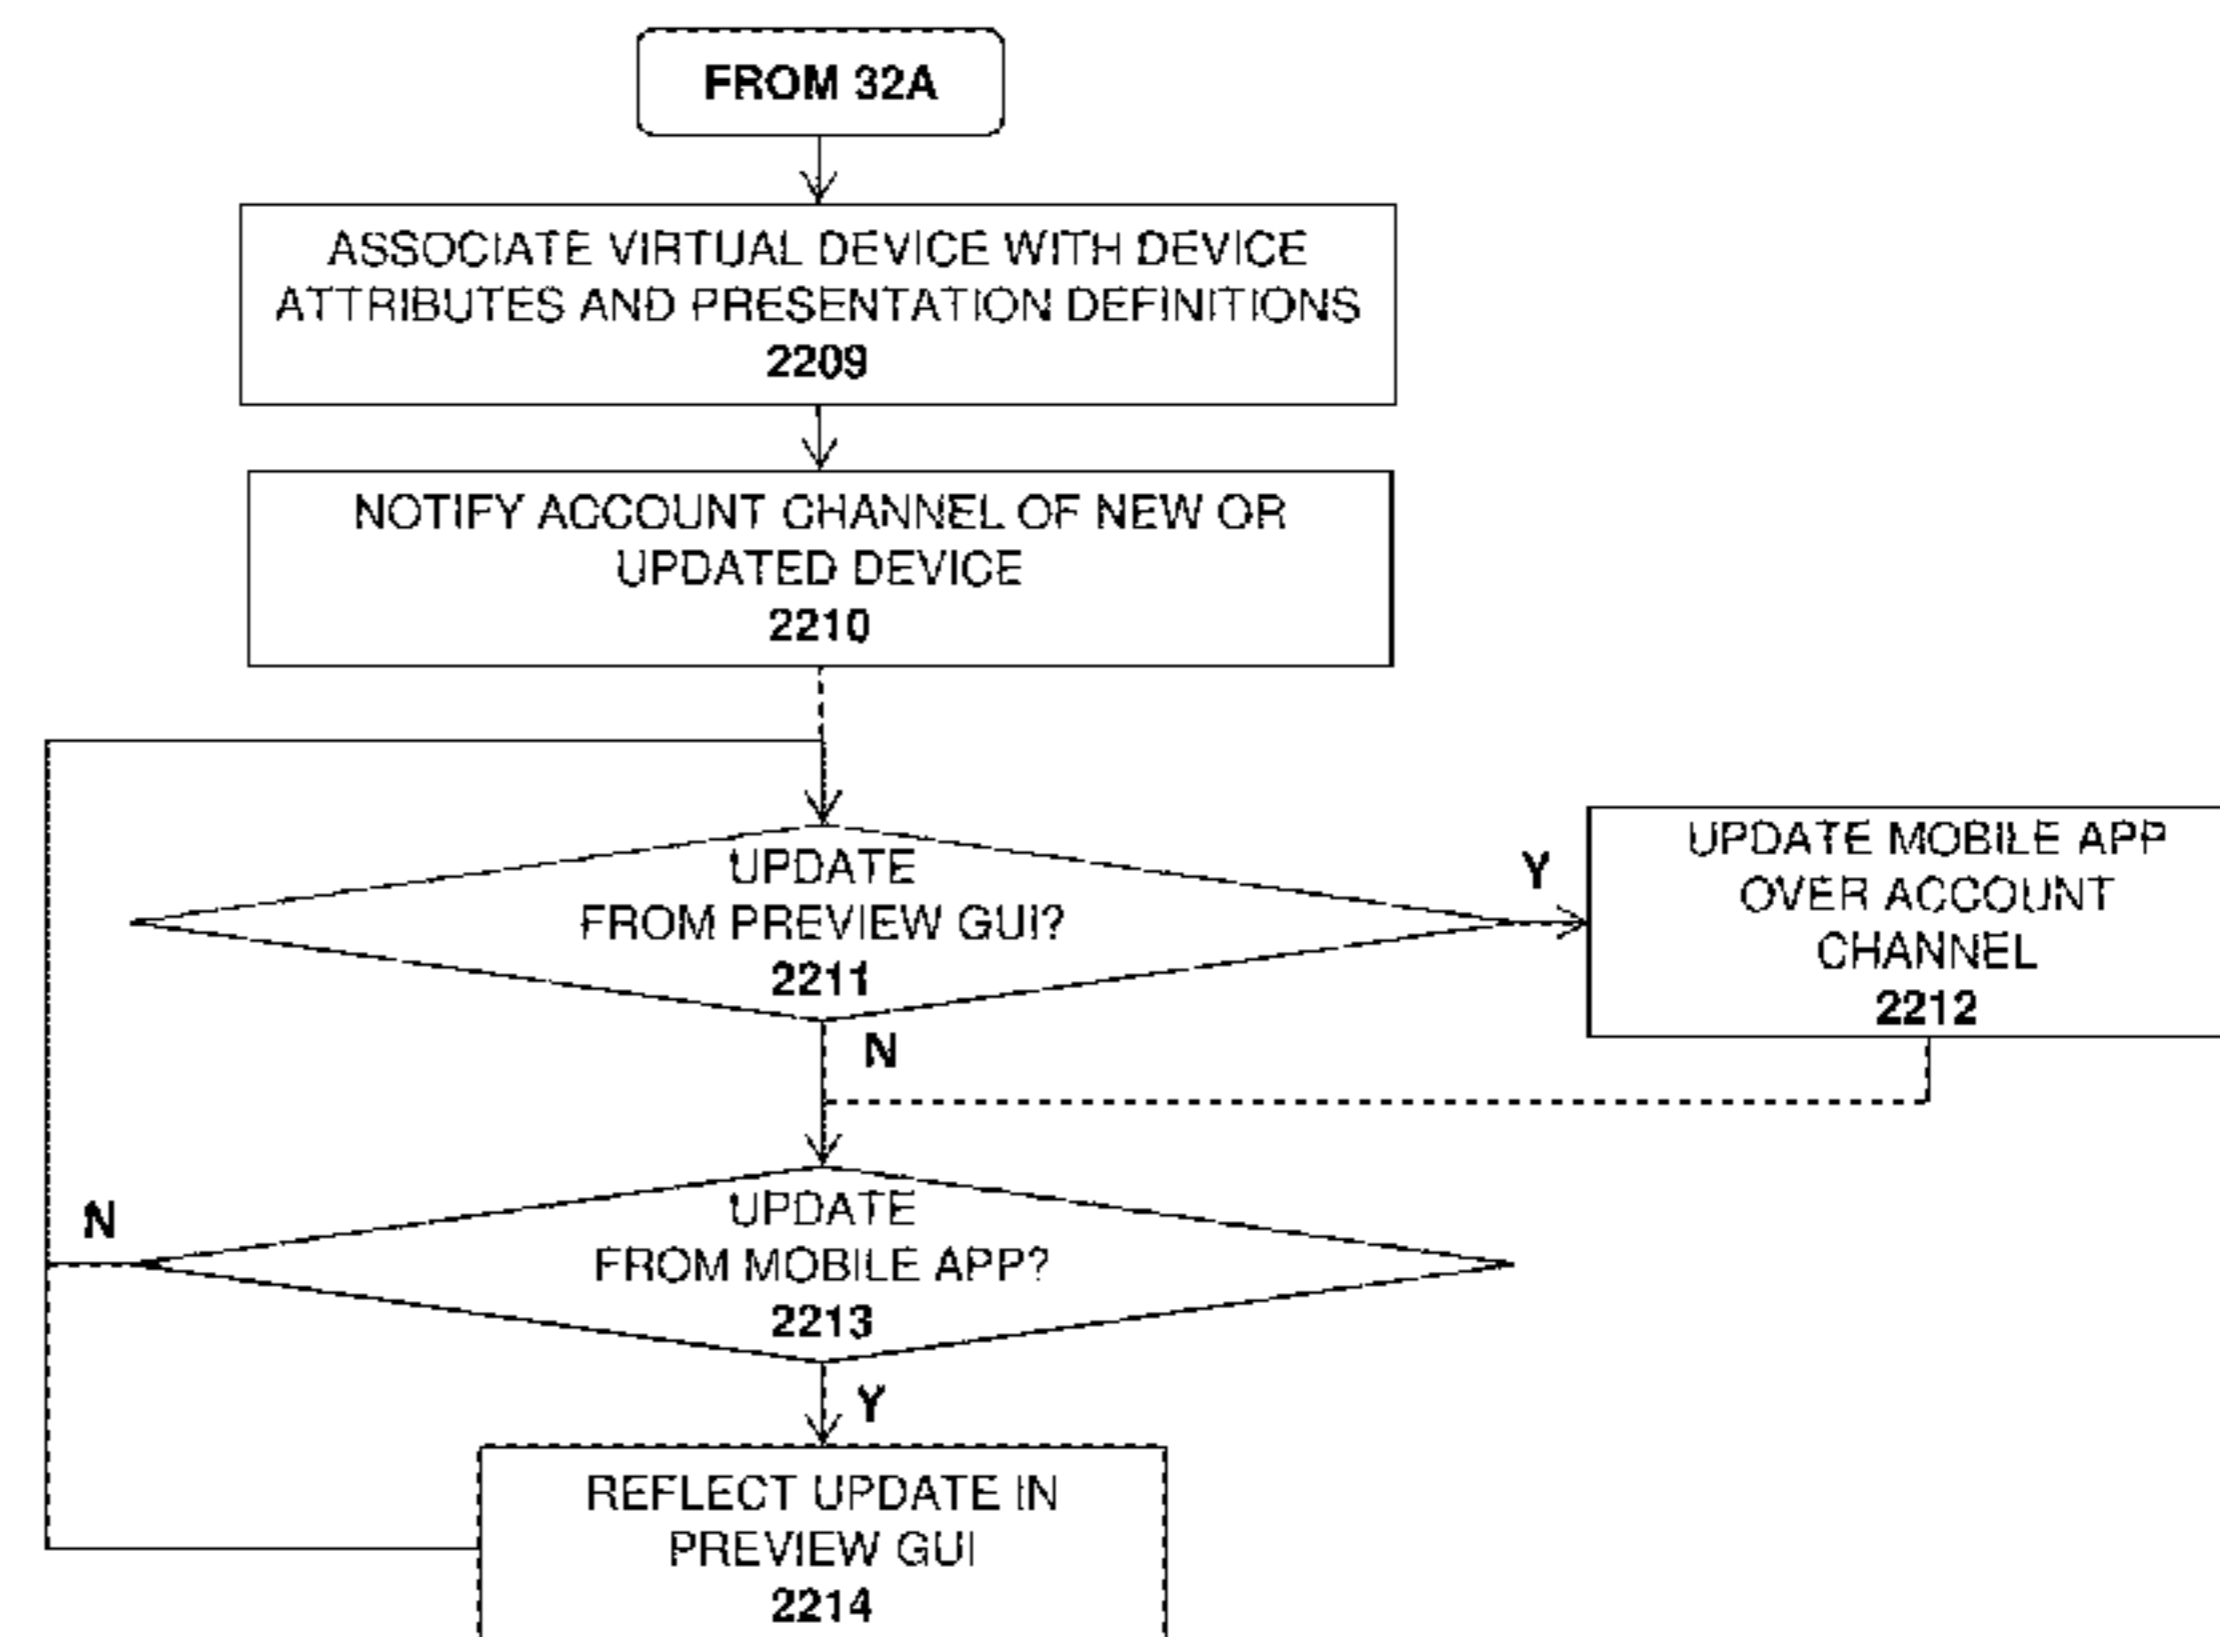 FROM 32A
ASSOCIATE VIRTUAL DEVICE WITH DEVICE
ATTRIBUTES AND PRESENTATION DEFINITIONS
2209
NOTIFY ACCOUNT CHANNEL OF NEW OR
UPDATED DEVICE
2210
UPDATE
FROM PREVIEW GUI?
2211
Y
UPDATE MOBILE APP
OVER ACCOUNT
CHANNEL
2212
N
UPDATE
FROM MOBILE APP?
2213
N
Y
REFLECT UPDATE IN
PREVIEW GUI
2214